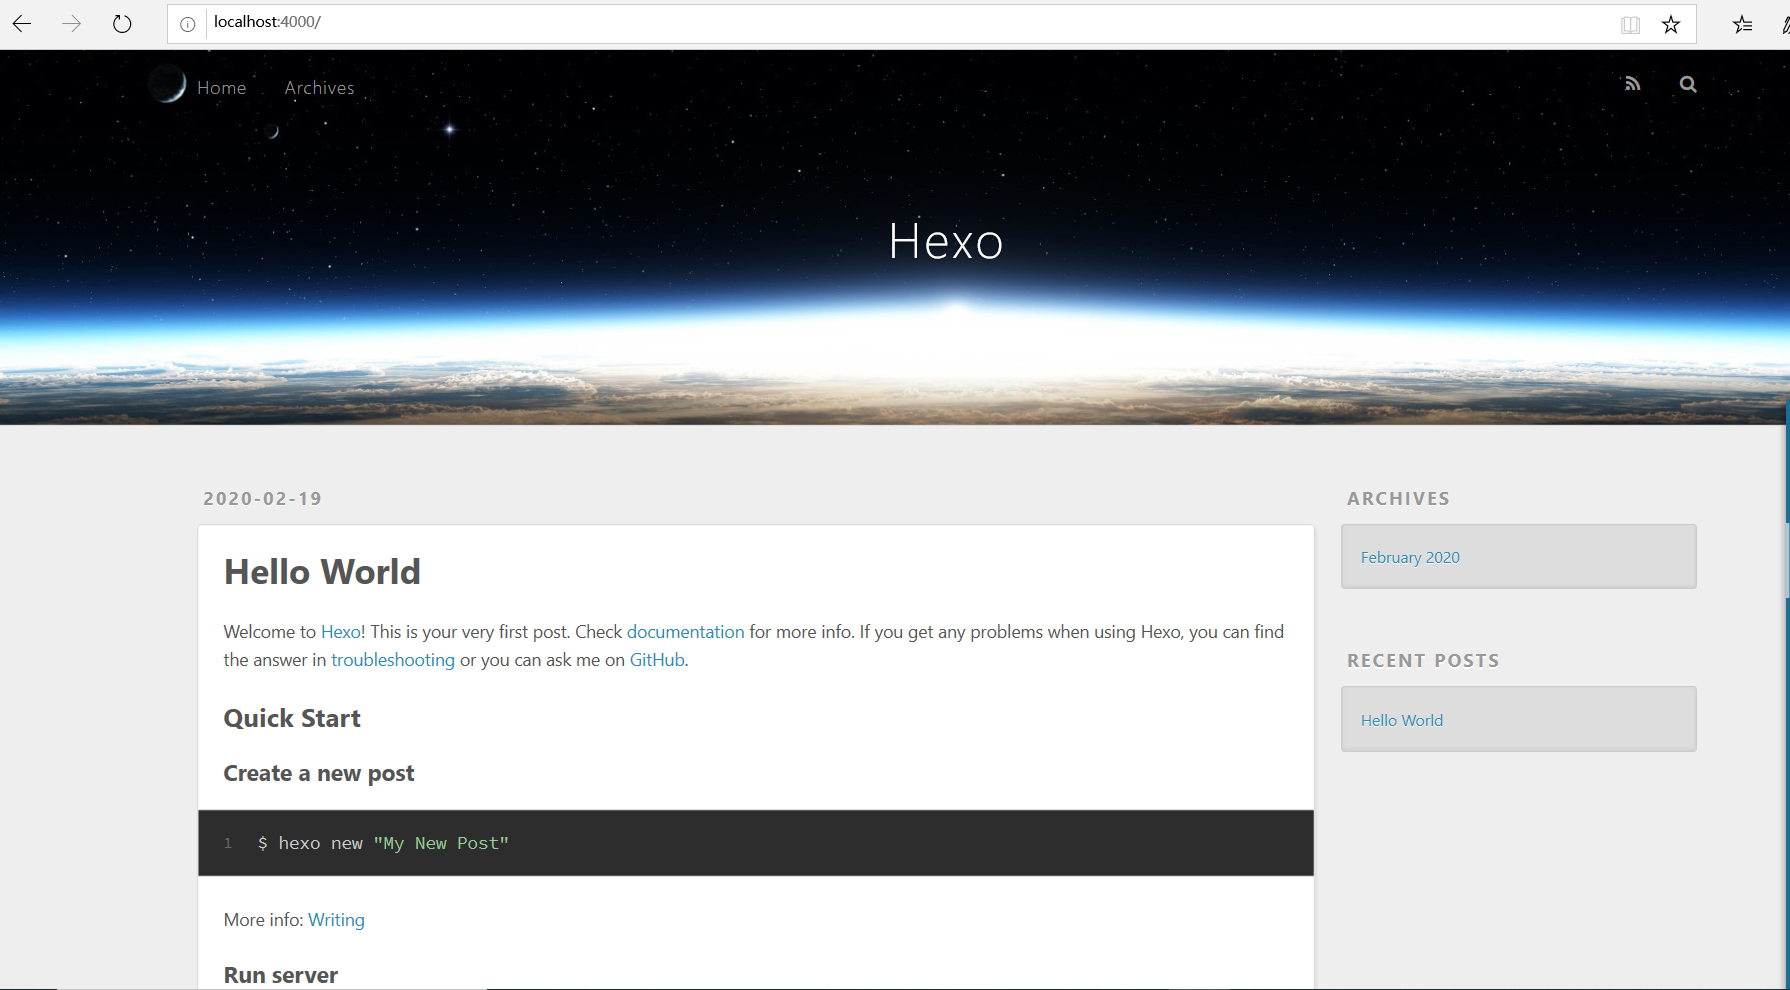 localhost:4000/
Home Archives
Hexo
2020-02-19
Hello World
Welcome to Hexo! This is your very first post. Check documentation for more info. If you get any problems when using Hexo, you can find
the answer in troubleshooting or you can ask me on GitHub.
Quick Start
Create a new post
1 $ hexo new "My New Post"
More info: Writing
Run server
ARCHIVES
February 2020
RECENT POSTS
Hello World